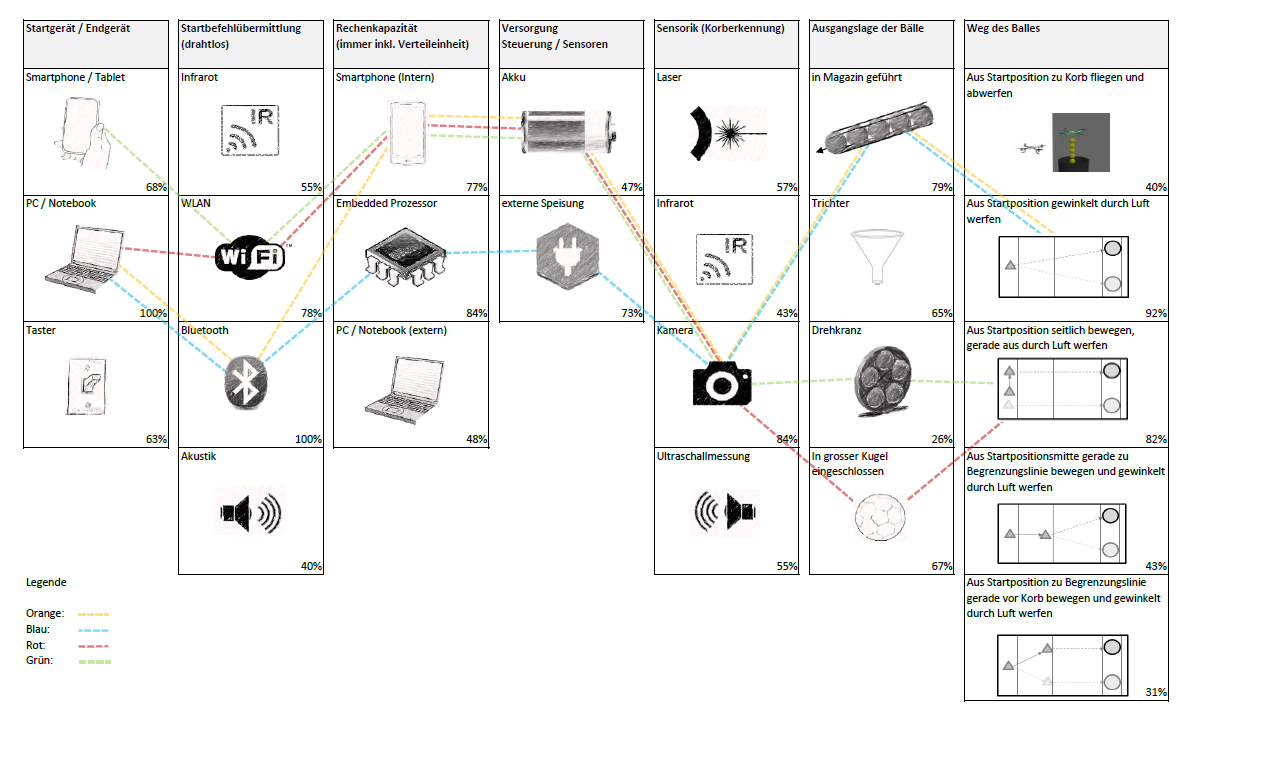 Startgerät / Endgerät
Smartphone / Tablet
68%
PC / Notebook
100%
Taster
63%
Startbefehlübermittlung
(drahtlos)
Infrarot
IR
55%
WLAN
WiFi™
78%
Bluetooth
100%
Akustik
40%
Rechenkapazität
(immer inkl. Verteileinheit)
Smartphone (Intern)
77%
Embedded Prozessor
84%
PC / Notebook (extern)
48%
Versorgung
Steuerung / Sensoren
Akku
47%
externe Speisung
73%
Sensorik (Korberkennung)
Laser
57%
Infrarot
IR
43%
Kamera
84%
Ultraschallmessung
55%
Ausgangslage der Bälle
in Magazin geführt
79%
Trichter
65%
Drehkranz
26%
In grosser Kugel
eingeschlossen
67%
Weg des Balles
Aus Startposition zu Korb fliegen und
abwerfen
40%
Aus Startposition gewinkelt durch Luft
werfen
92%
Aus Startposition seitlich bewegen,
gerade aus durch Luft werfen
82%
Aus Startpositionsmitte gerade zu
Begrenzungslinie bewegen und gewinkelt
durch Luft werfen
43%
Aus Startposition zu Begrenzungslinie
gerade vor Korb bewegen und gewinkelt
durch Luft werfen
31%
Legende
Orange:
Blau:
Rot:
Grün: